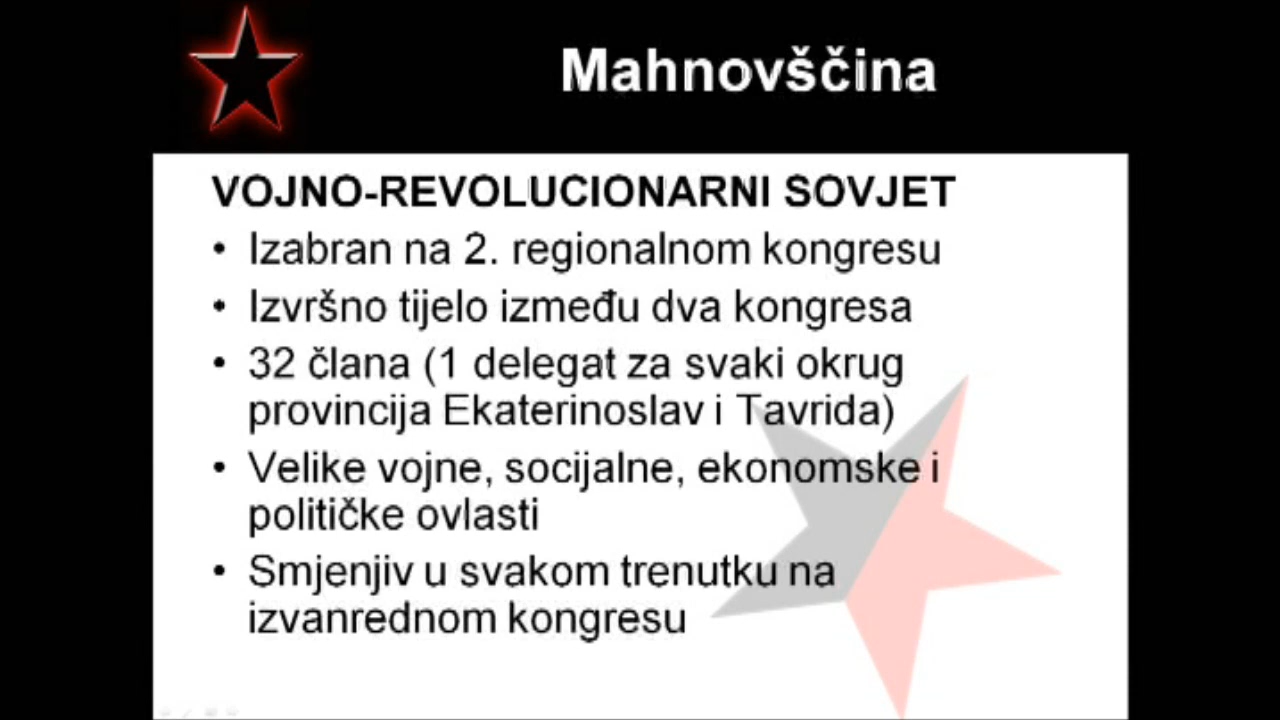 Mahnovščina
VOJNO-REVOLUCIONARNI SOVJET
• Izabran na 2. regionalnom kongresu
• Izvršno tijelo između dva kongresa
• 32 člana (1 delegat za svaki okrug
provincija Ekaterinoslav i Tavrida)
• Velike vojne, socijalne, ekonomske i
političke ovlasti
• Smjenjiv u svakom trenutku na
izvanrednom kongresu